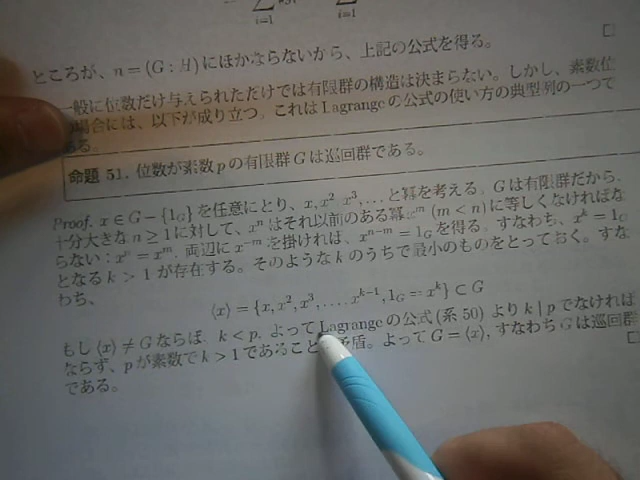 i=1 i=1
ところが、n = (G : H) にほかならないから、上記の公式を得る。
一般に位数だけ与えられただけでは有限群の構造は決まらない。しかし、素数位
場合には、以下が成り立つ。これは Lagrange の公式の使い方の典型例の一つで
ある。
命題 51. 位数が素数 p の有限群 G は巡回群である。
Proof. x ∈ G − {1_G} を任意にとり、x, x², x³, ... と冪を考える。G は有限群だから、
十分大きな n ≥ 1 に対して、xⁿ はそれ以前のある冪 x^m (m < n) に等しくなければな
らない : xⁿ = x^m. 両辺に x^{-m} を掛ければ、x^{n-m} = 1_G を得る。すなわち、x^k = 1_G
となる k > 1 が存在する。そのような k のうちで最小のものをとっておく。すな
わち、
⟨x⟩ = {x, x², x³, ..., x^{k-1}, 1_G = x^k} ⊂ G
もし ⟨x⟩ ≠ G ならば、k < p, よって Lagrange の公式 (系 50) より k | p でなければ
ならず、p が素数で k > 1 であること 矛盾。よって G = ⟨x⟩, すなわち G は巡回群
である。